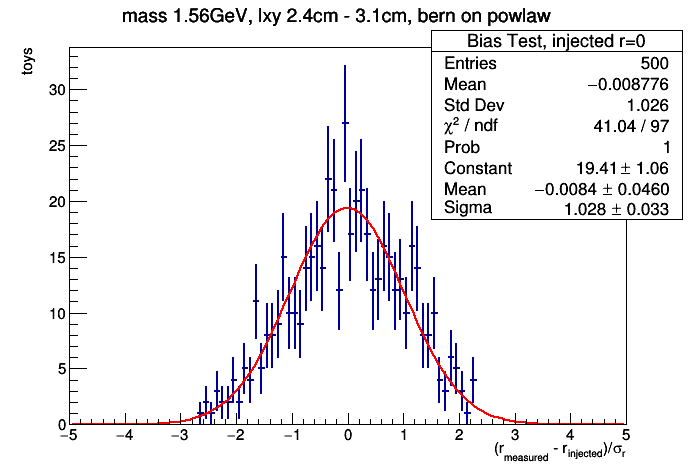 mass 1.56GeV, lxy 2.4cm - 3.1cm, bern on powlaw
toys
Bias Test, injected r=0
Entries 500
Mean −0.008776
Std Dev 1.026
χ² / ndf 41.04 / 97
Prob 1
Constant 19.41 ± 1.06
Mean −0.0084 ± 0.0460
Sigma 1.028 ± 0.033
30
25
20
15
10
5
0
−5 −4 −3 −2 −1 0 1 2 3 4 5
(r_measured - r_injected)/σ_r